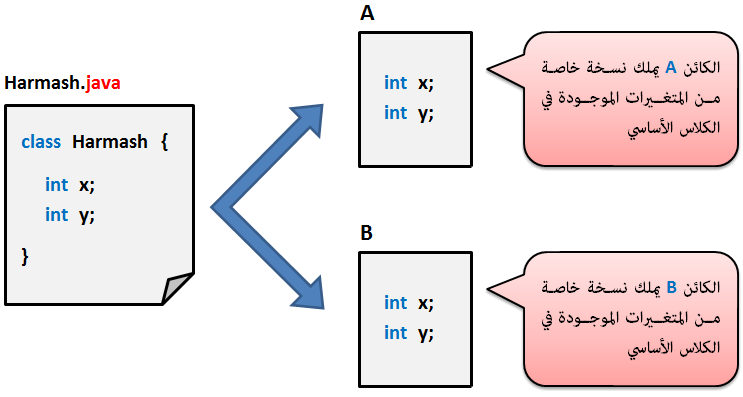 Harmash.java
class Harmash {
int x;
int y;
}
A
int x;
int y;
الكائن A يملك نسخة خاصة
من المتغيرات الموجودة في
الكلاس الأساسي
B
int x;
int y;
الكائن B يملك نسخة خاصة
من المتغيرات الموجودة في
الكلاس الأساسي